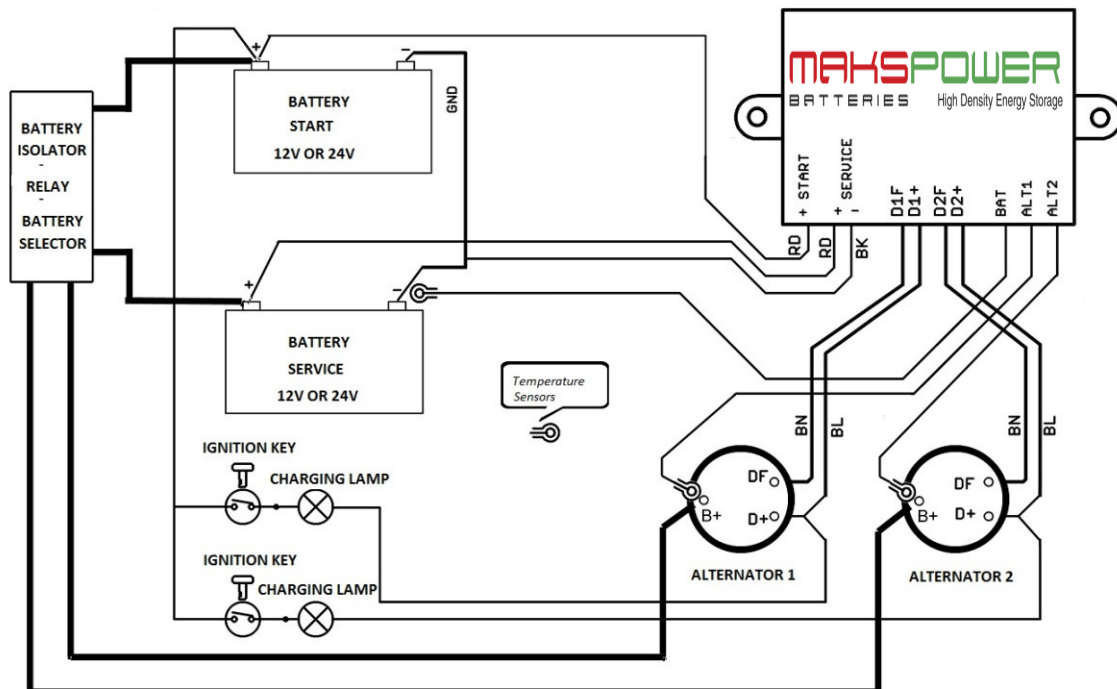 MAKSPOWER
BATTERIES High Density Energy Storage
+ START
+ SERVICE
-
D1F
D1+
D2F
D2+
BAT
ALT1
ALT2
RD
RD
BK
+
-
BATTERY
START
12V OR 24V
GND
BATTERY
ISOLATOR
-
RELAY
-
BATTERY
SELECTOR
+
-
BATTERY
SERVICE
12V OR 24V
Temperature
Sensors
BN
BL
BN
BL
IGNITION KEY
CHARGING LAMP
DF
D+
B+
ALTERNATOR 1
DF
D+
B+
ALTERNATOR 2
IGNITION KEY
CHARGING LAMP